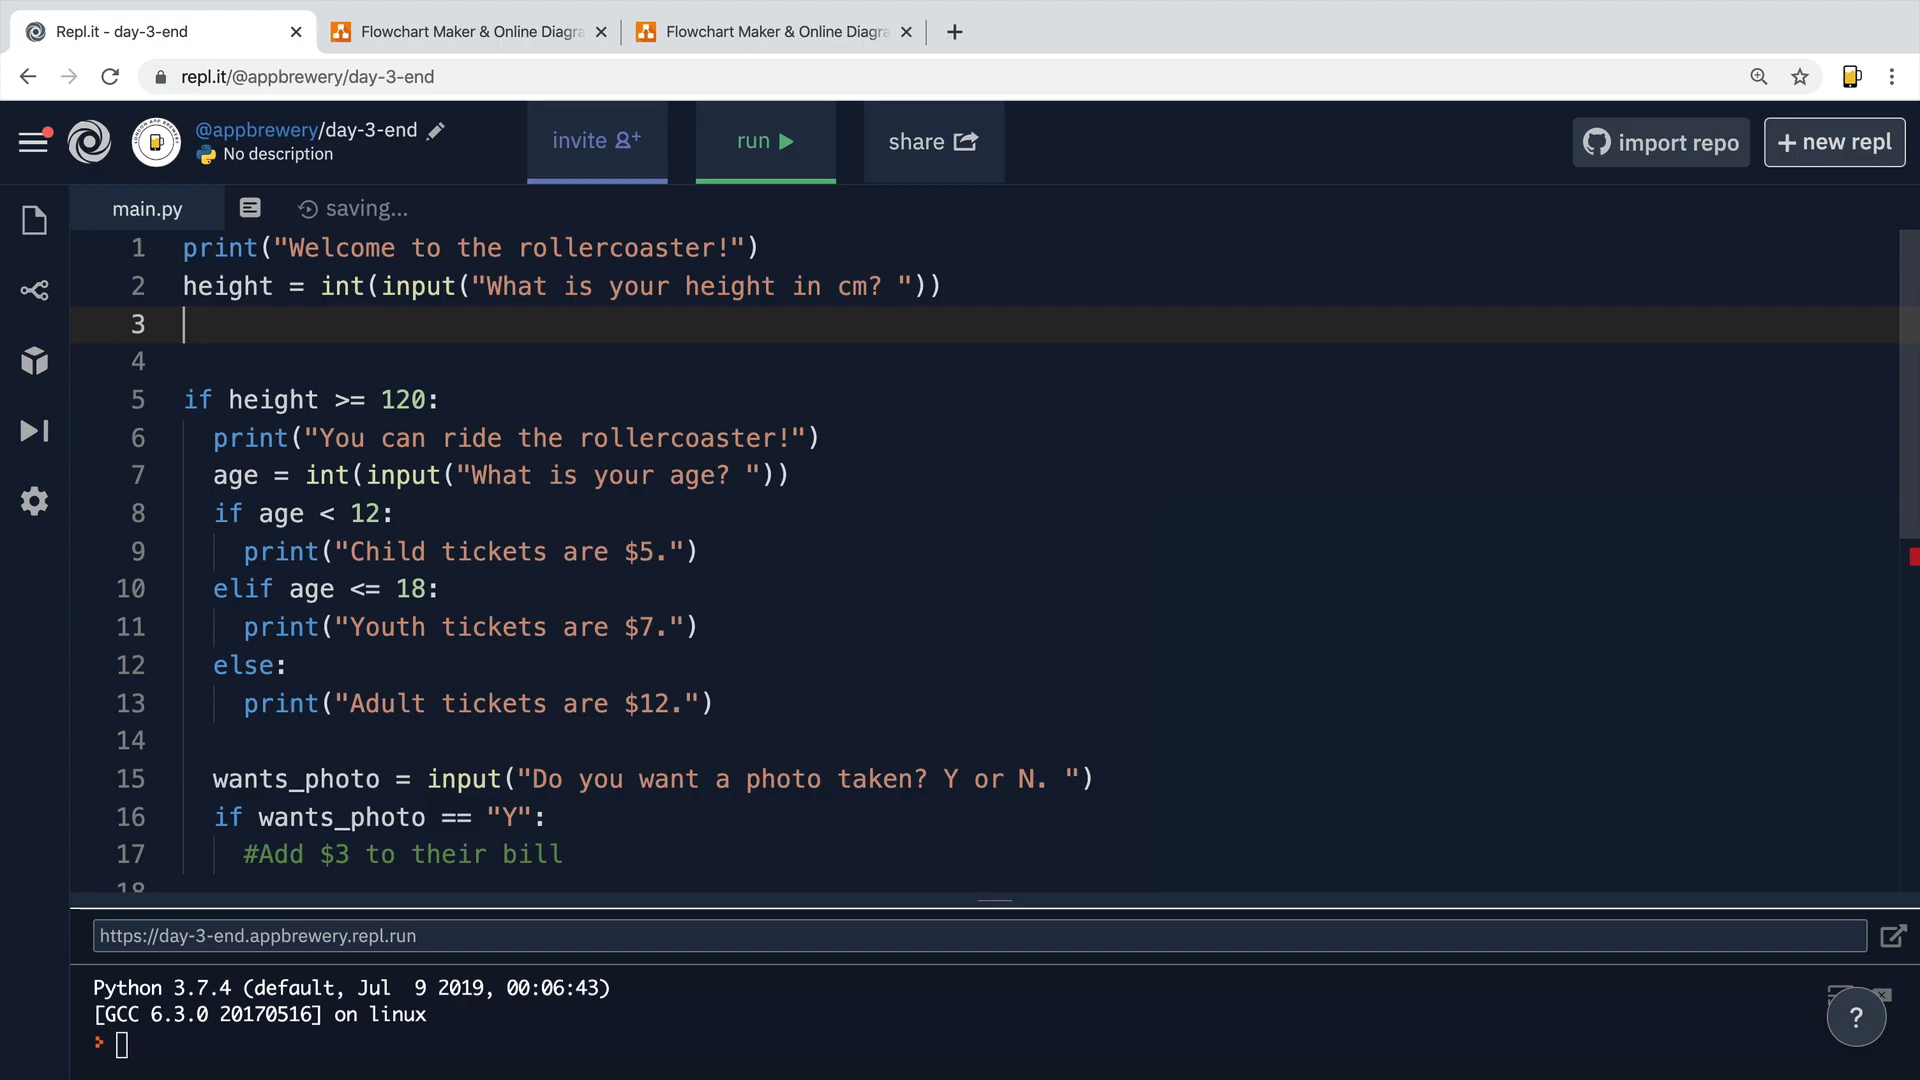 Repl.it - day-3-end
Flowchart Maker & Online Diagra
Flowchart Maker & Online Diagra
repl.it/@appbrewery/day-3-end
@appbrewery/day-3-end
No description
invite
run
share
import repo
+ new repl
main.py
saving...
1 print("Welcome to the rollercoaster!")
2 height = int(input("What is your height in cm? "))
3
4
5 if height >= 120:
6 print("You can ride the rollercoaster!")
7 age = int(input("What is your age? "))
8 if age < 12:
9 print("Child tickets are $5.")
10 elif age <= 18:
11 print("Youth tickets are $7.")
12 else:
13 print("Adult tickets are $12.")
14
15 wants_photo = input("Do you want a photo taken? Y or N. ")
16 if wants_photo == "Y":
17 #Add $3 to their bill
18
https://day-3-end.appbrewery.repl.run
Python 3.7.4 (default, Jul  9 2019, 00:06:43)
[GCC 6.3.0 20170516] on linux
?